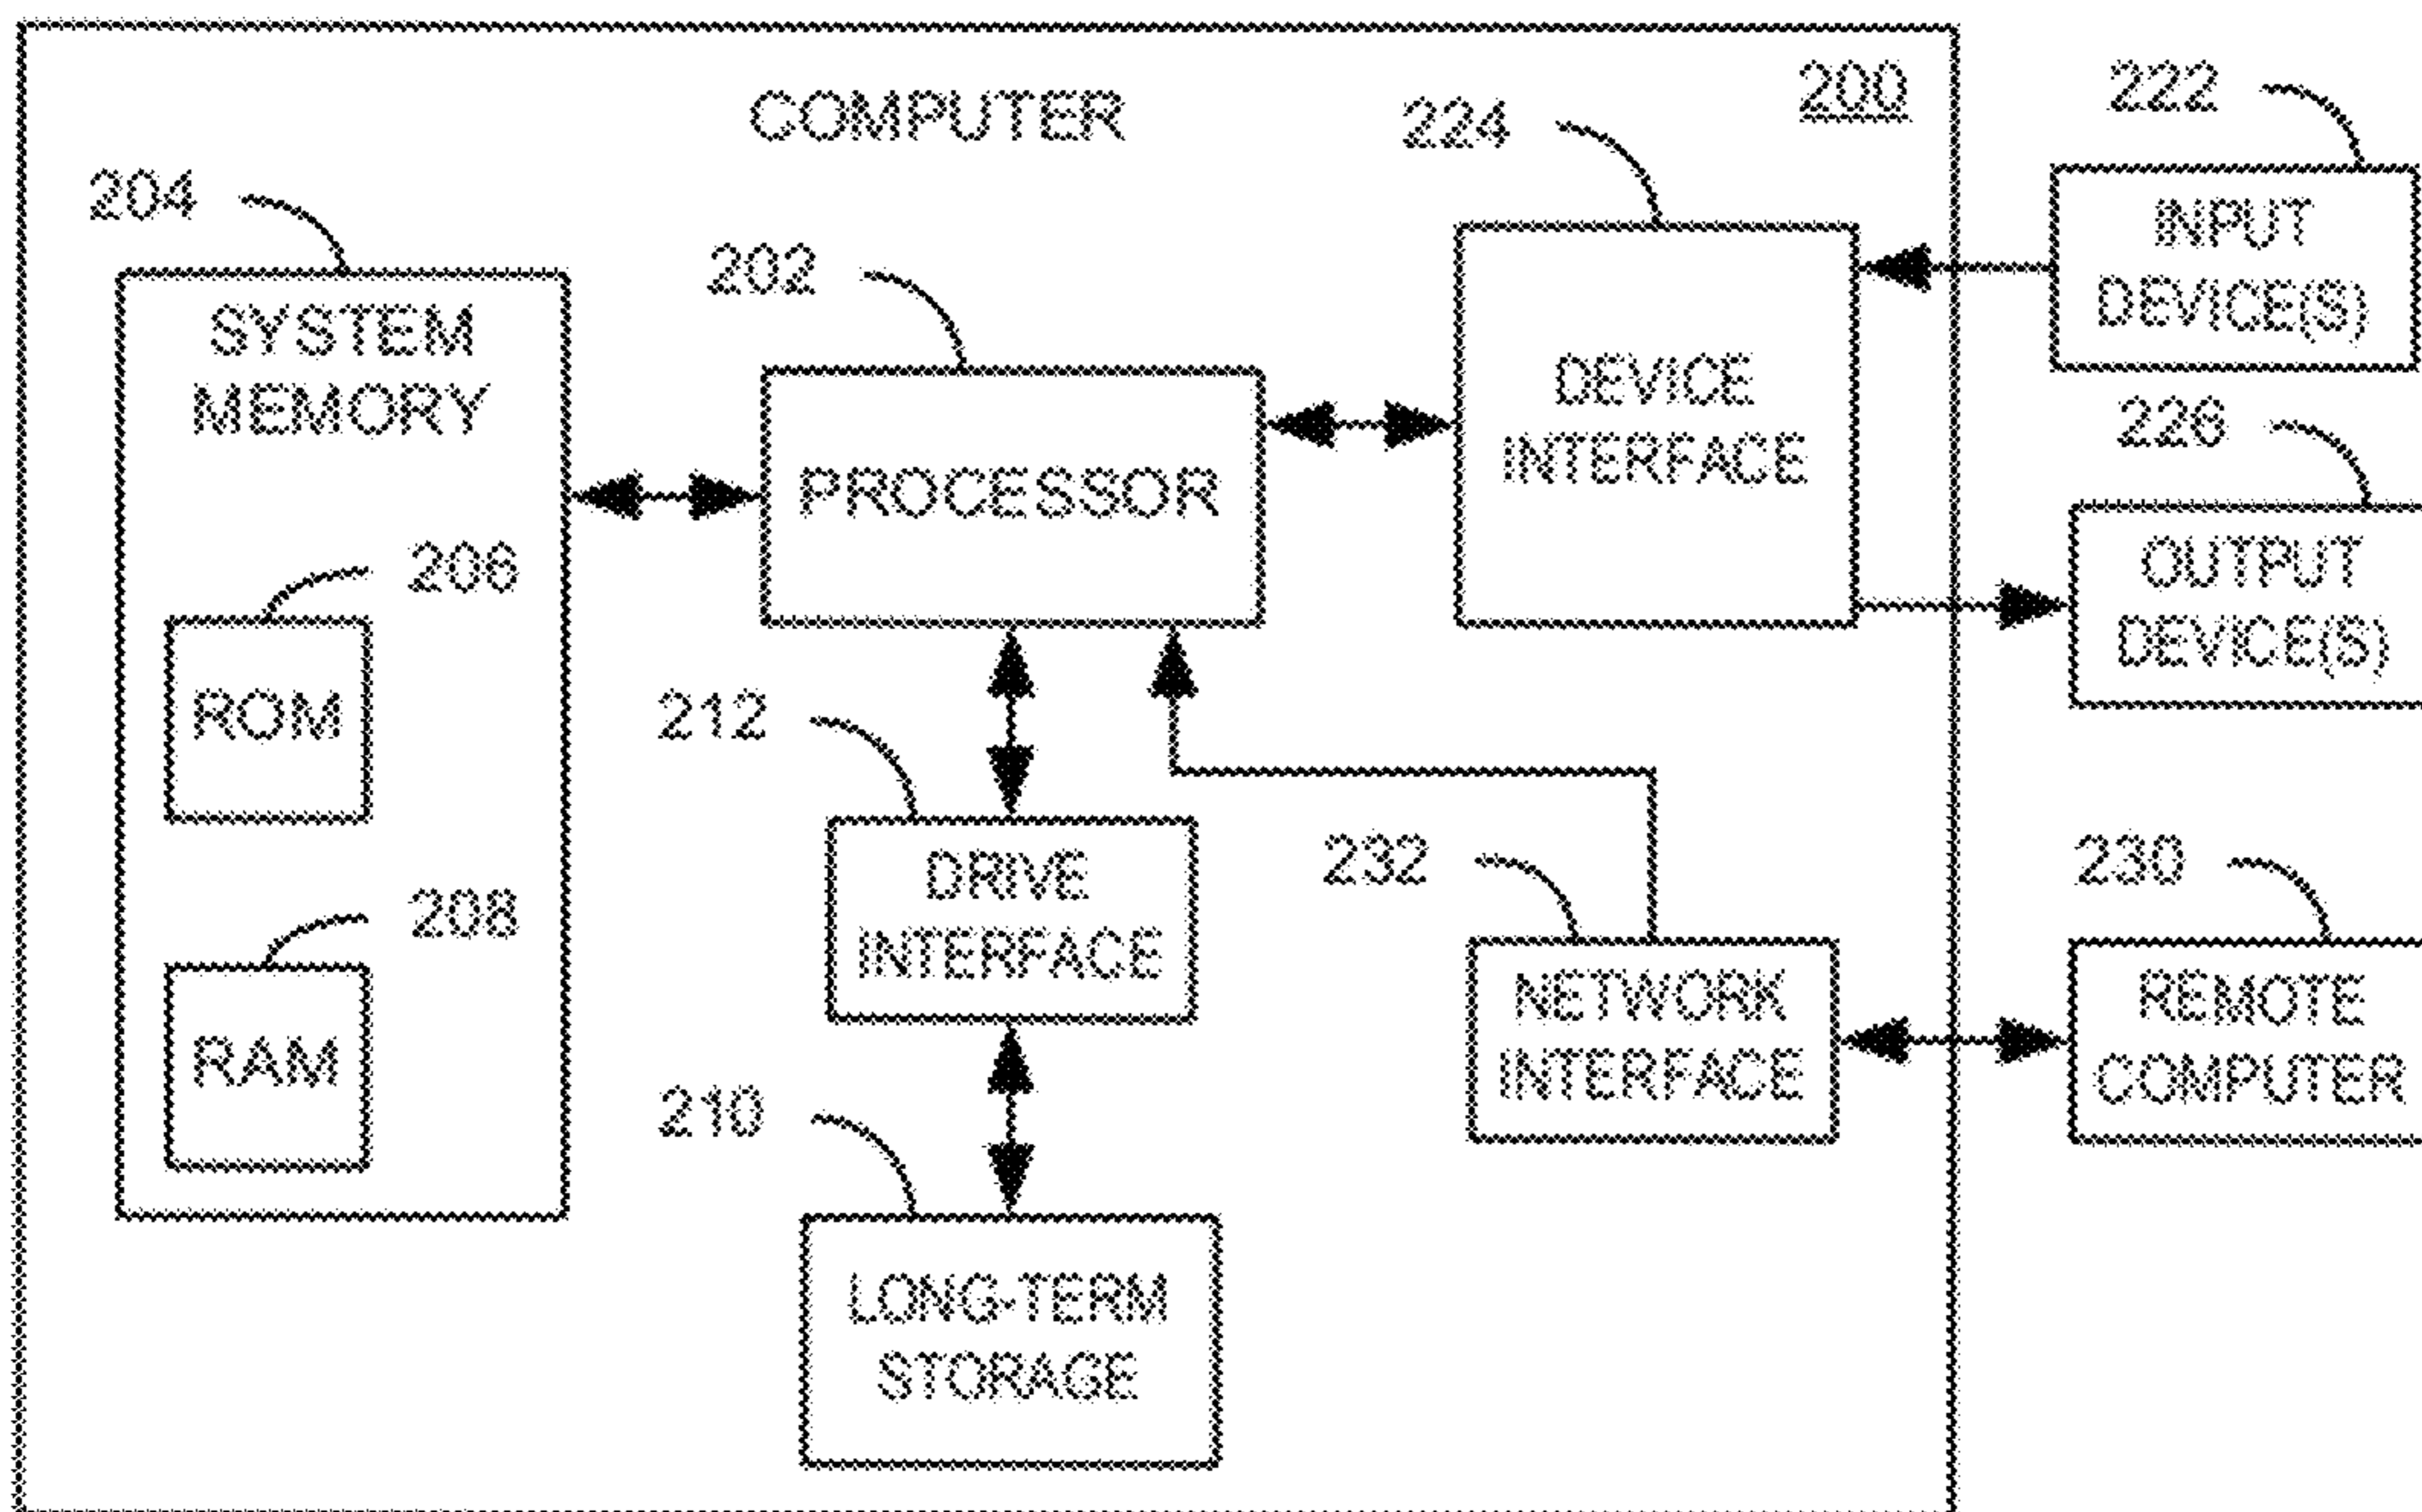 COMPUTER
200
204
SYSTEM
MEMORY
206
ROM
208
RAM
202
PROCESSOR
212
DRIVE
INTERFACE
210
LONG-TERM
STORAGE
224
DEVICE
INTERFACE
232
NETWORK
INTERFACE
222
INPUT
DEVICE(S)
226
OUTPUT
DEVICE(S)
230
REMOTE
COMPUTER